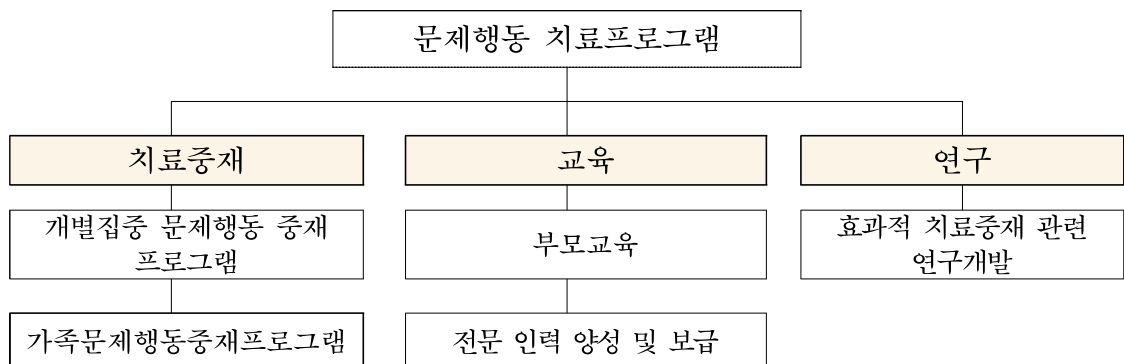 문제행동 치료프로그램
치료중재
교육
연구
개별집중 문제행동 중재
프로그램
부모교육
효과적 치료중재 관련
연구개발
가족문제행동중재프로그램
전문 인력 양성 및 보급